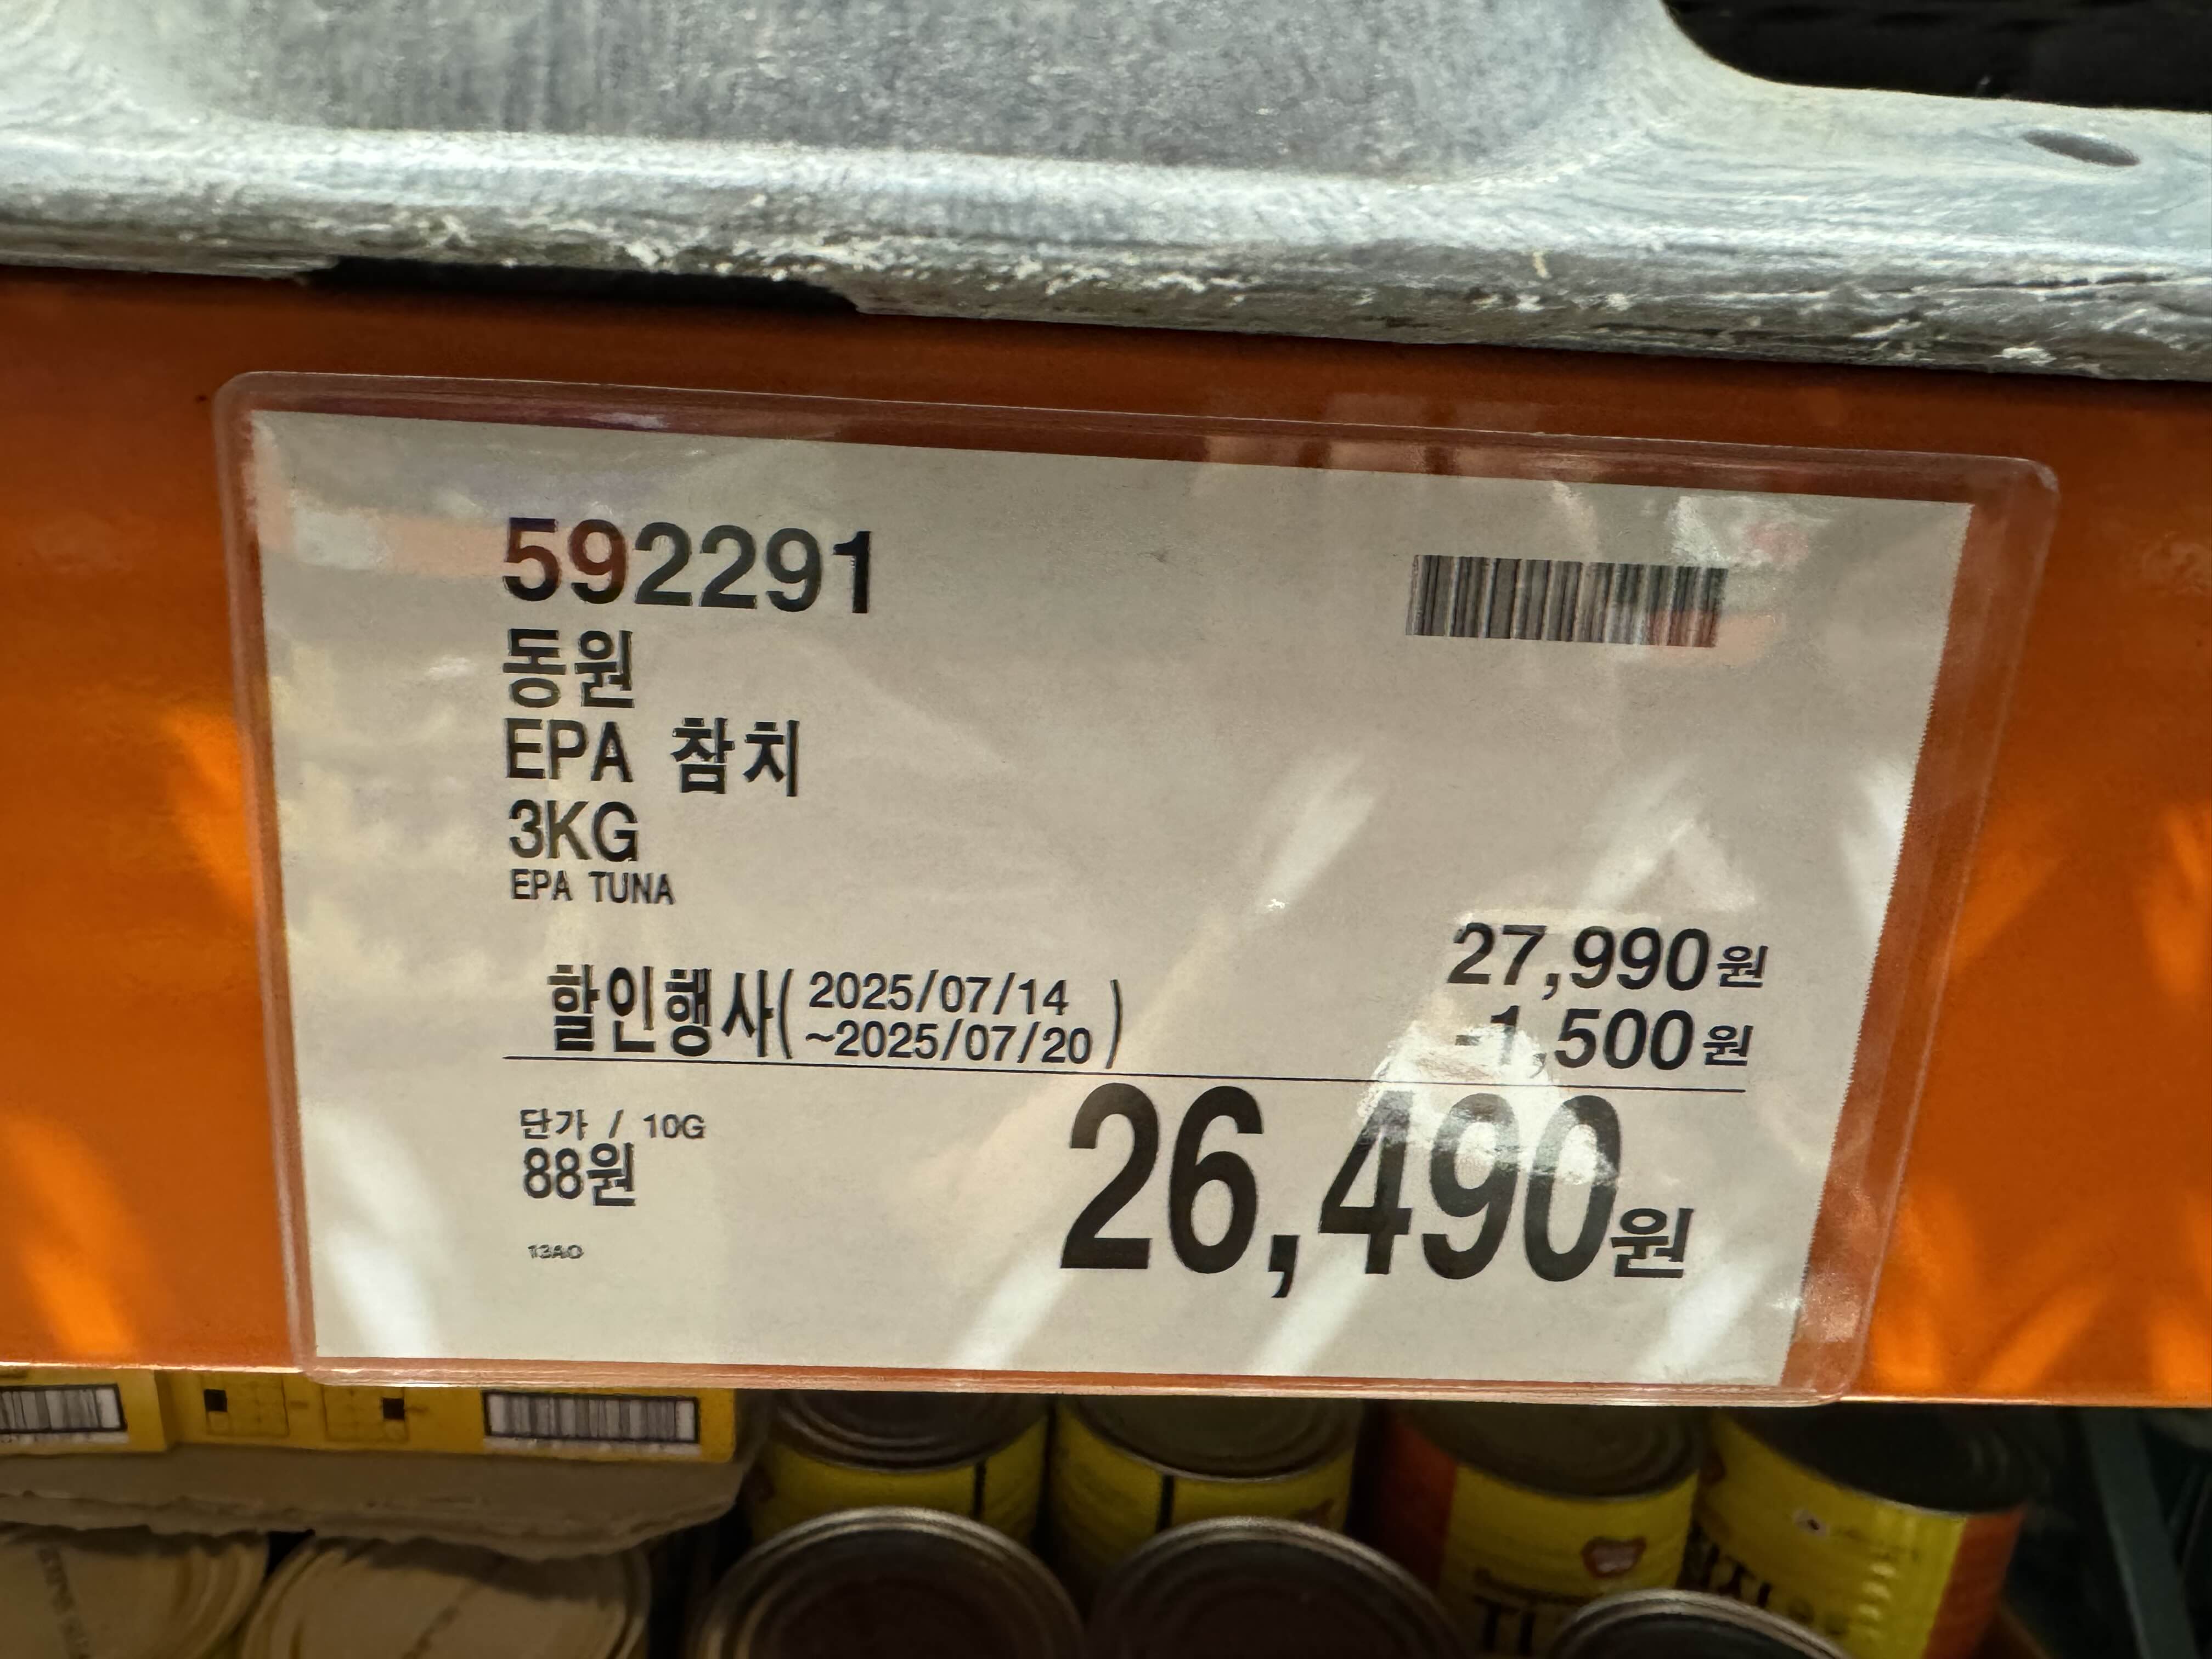 592291
동원
EPA 참치
3KG
EPA TUNA
27,990원
할인행사( 2025/07/14
~2025/07/20 )
-1,500원
단가 / 10G
88원
26,490원
13AO